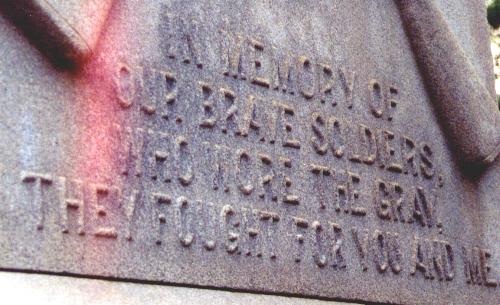 IN MEMORY OF
OUR BRAVE SOLDIERS,
WHO WORE THE GRAY,
THEY FOUGHT FOR YOU AND ME